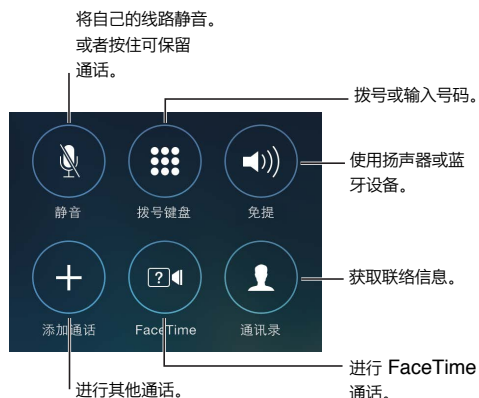 将自己的线路静音。
或者按住可保留
通话。
拨号或输入号码。
使用扬声器或蓝
牙设备。
静音
拨号键盘
免提
获取联络信息。
?
添加通话
FaceTime
通讯录
进行 FaceTime
通话。
进行其他通话。